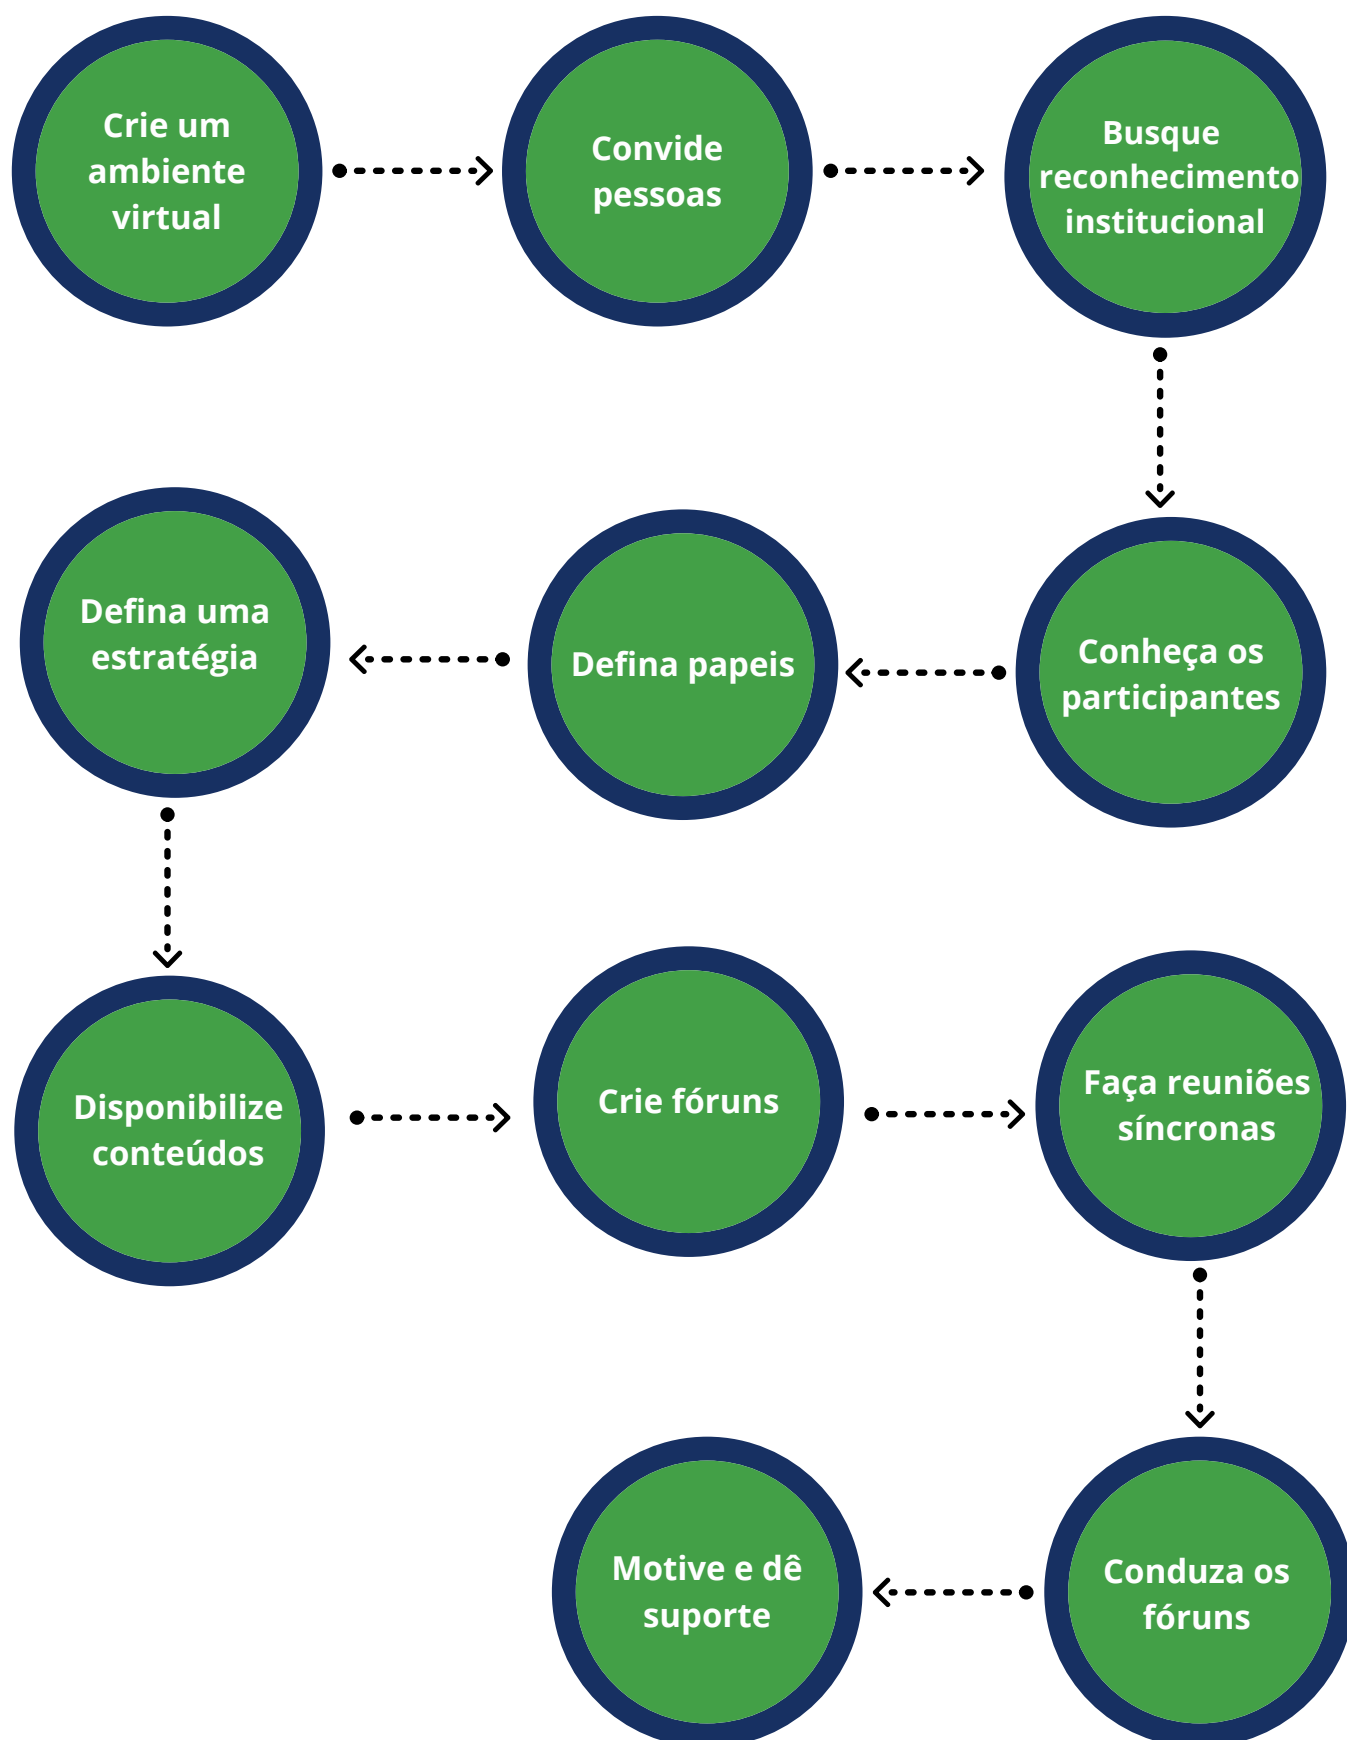 Crie um
ambiente
virtual
Convide
pessoas
Busque
reconhecimento
institucional
Conheça os
participantes
Defina papeis
Defina uma
estratégia
Disponibilize
conteúdos
Crie fóruns
Faça reuniões
síncronas
Conduza os
fóruns
Motive e dê
suporte